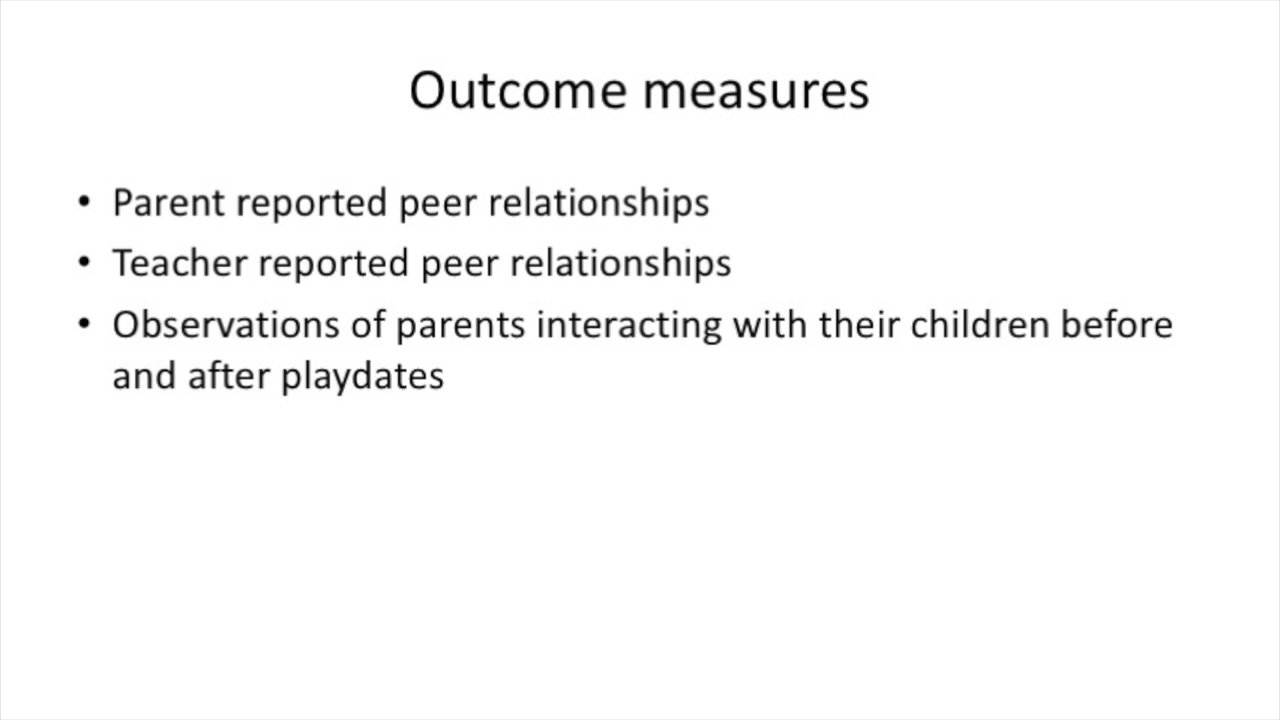 Outcome measures
• Parent reported peer relationships
• Teacher reported peer relationships
• Observations of parents interacting with their children before
and after playdates